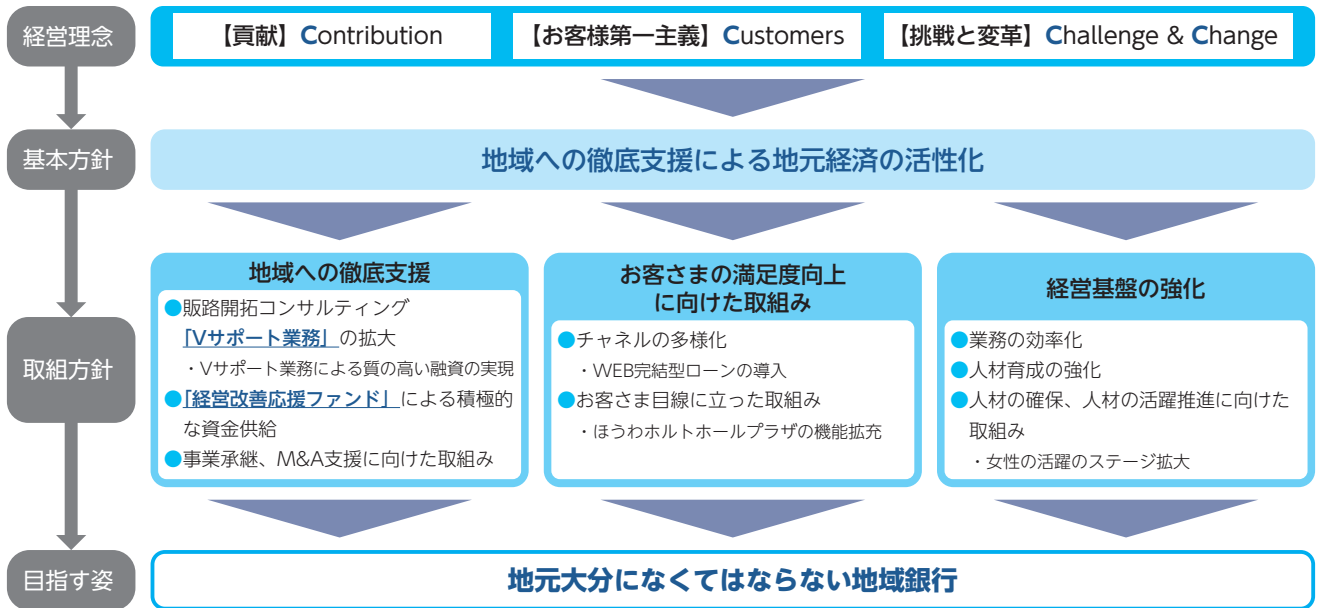 経営理念
【貢献】Contribution
【お客様第一主義】Customers
【挑戦と変革】Challenge & Change
基本方針
地域への徹底支援による地元経済の活性化
取組方針
地域への徹底支援
●販路開拓コンサルティング
「Vサポート業務」の拡大
・Vサポート業務による質の高い融資の実現
●「経営改善応援ファンド」による積極的
な資金供給
●事業承継、M&A支援に向けた取組み
お客さまの満足度向上
に向けた取組み
●チャネルの多様化
・WEB完結型ローンの導入
●お客さま目線に立った取組み
・ほうわホルトホールプラザの機能拡充
経営基盤の強化
●業務の効率化
●人材育成の強化
●人材の確保、人材の活躍推進に向けた
取組み
・女性の活躍のステージ拡大
目指す姿
地元大分になくてはならない地域銀行